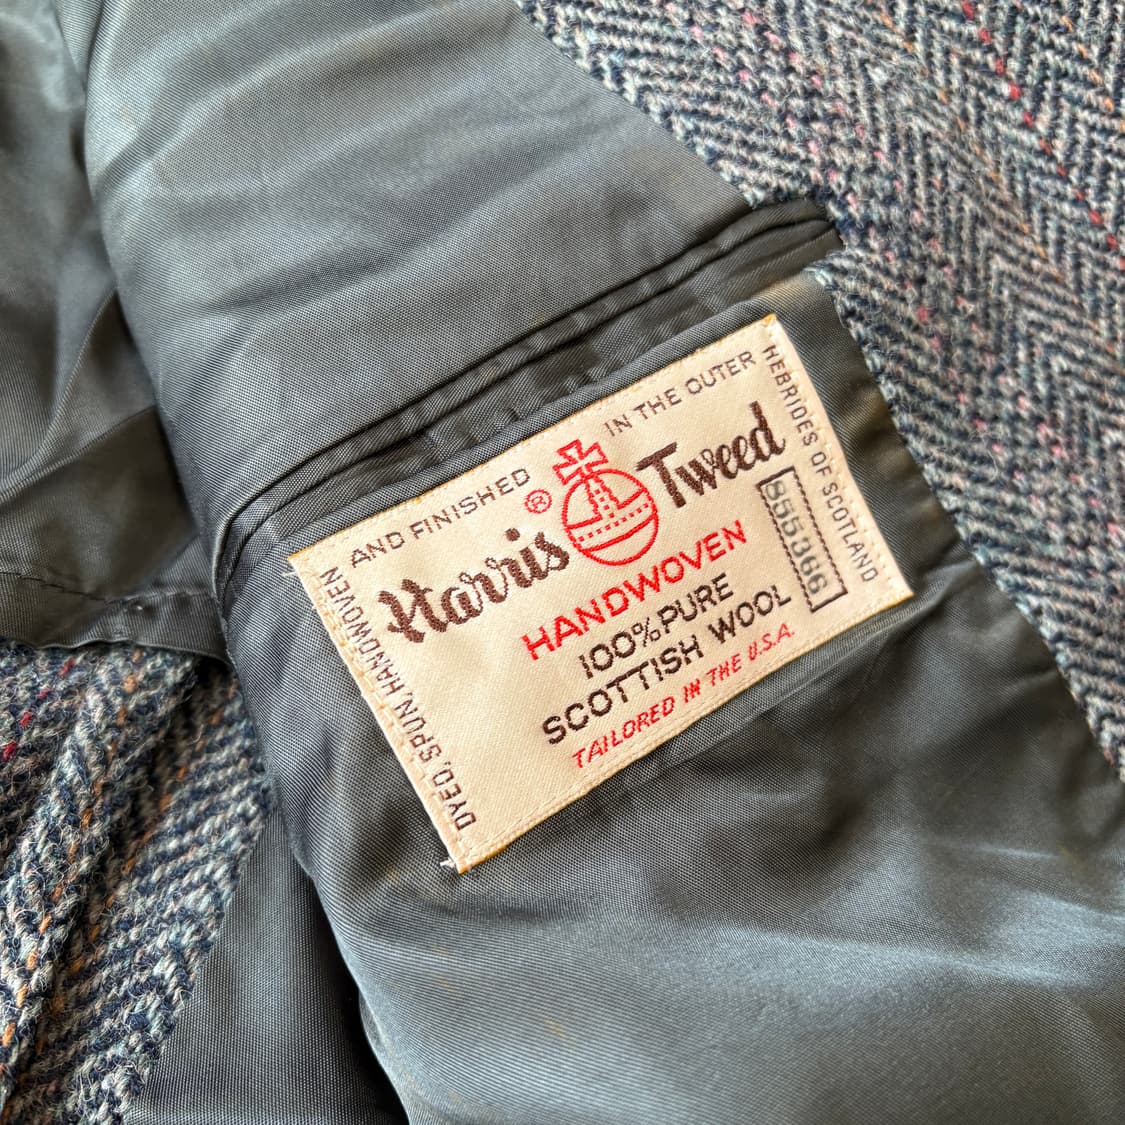 DYED, SPUN, HANDWOVEN
AND FINISHED
IN THE OUTER
HEBRIDES OF SCOTLAND
Harris ® Tweed
HANDWOVEN
100% PURE
SCOTTISH WOOL
TAILORED IN THE U.S.A.
855366